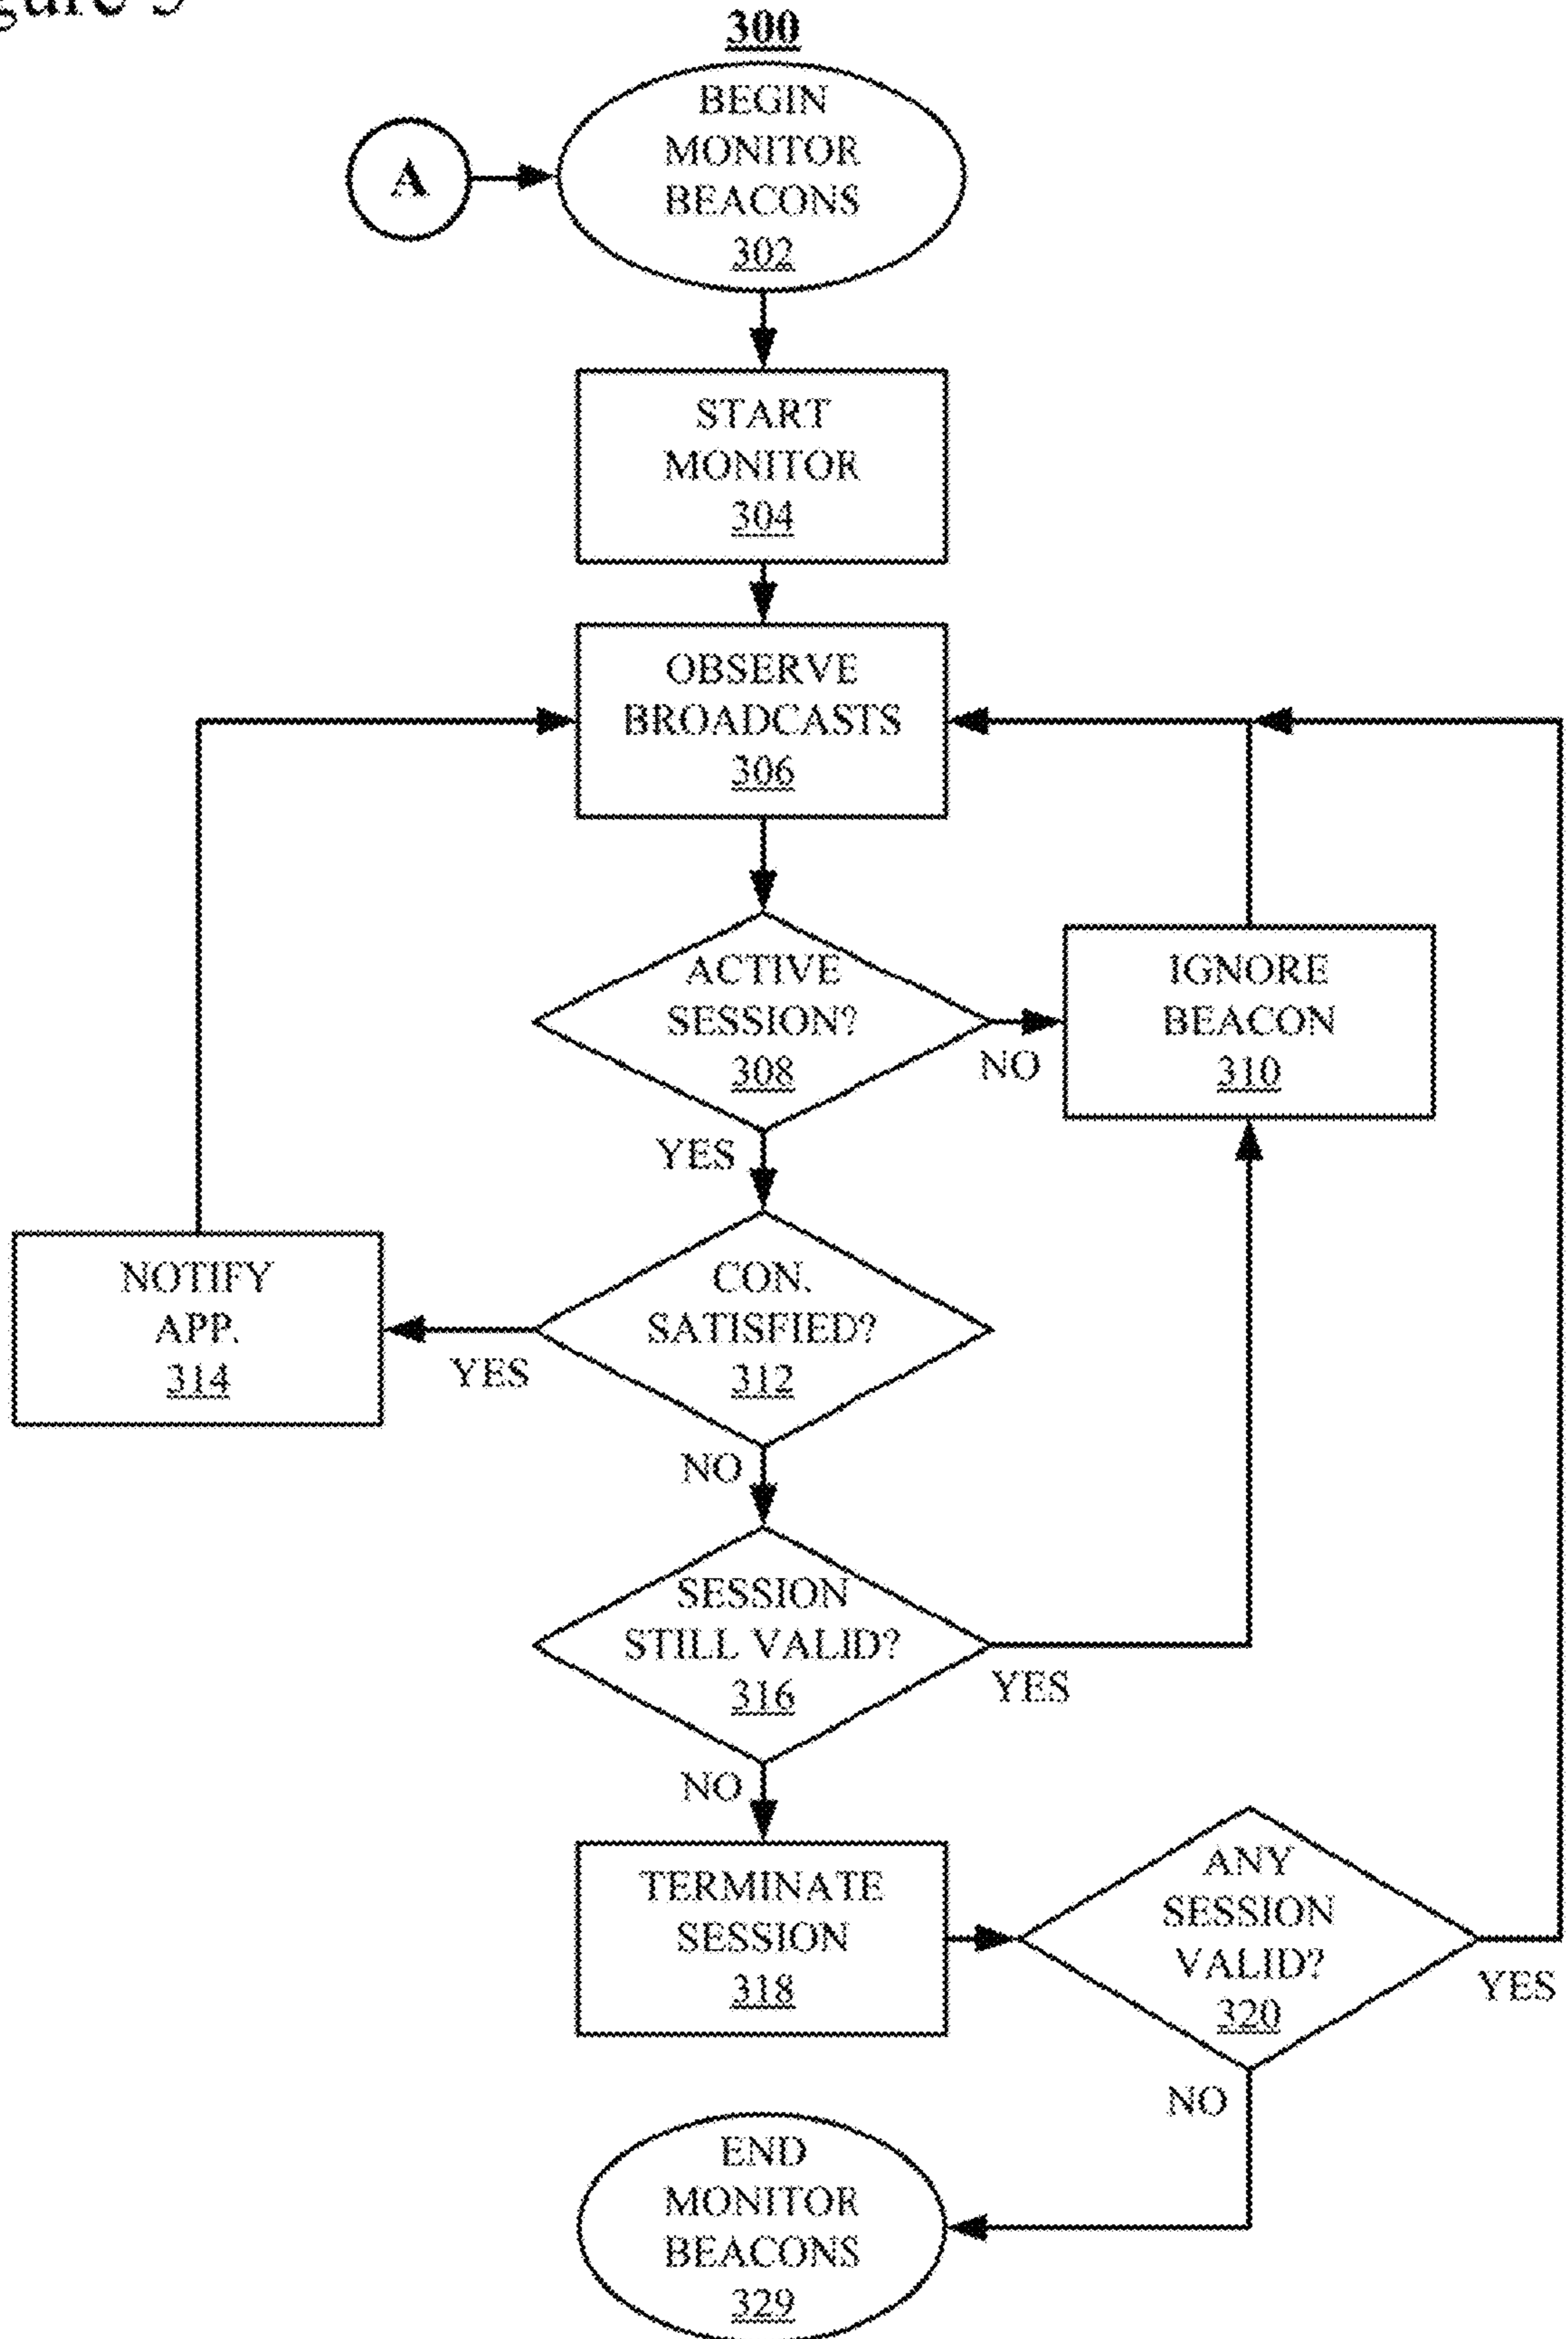 300
BEGIN
MONITOR
BEACONS
302
A
START
MONITOR
304
OBSERVE
BROADCASTS
306
ACTIVE
SESSION?
308
NO
YES
IGNORE
BEACON
310
CON.
SATISFIED?
312
YES
NO
NOTIFY
APP.
314
SESSION
STILL VALID?
316
YES
NO
TERMINATE
SESSION
318
ANY
SESSION
VALID?
320
YES
NO
END
MONITOR
BEACONS
329